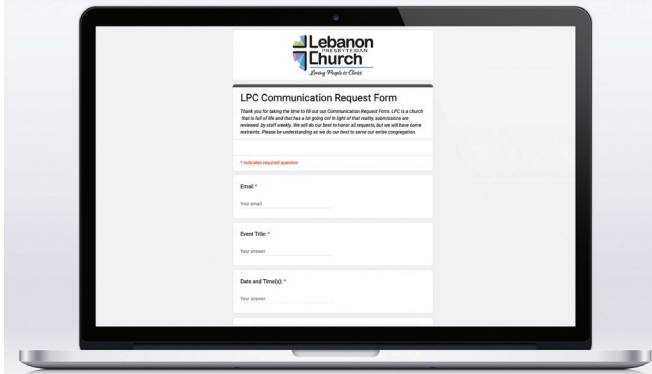 Lebanon
PRESBYTERIAN
Church
Loving People to Christ
LPC Communication Request Form
Thank you for taking the time to fill out our Communication Request Form. LPC is a church
that is full of life and that has a lot going on! In light of that reality, submissions are
reviewed by staff weekly. We will do our best to honor all requests, but we will have some
restraints. Please be understanding as we do our best to serve our entire congregation.
* Indicates required question
Email *
Your email
Event Title: *
Your answer
Date and Time(s): *
Your answer